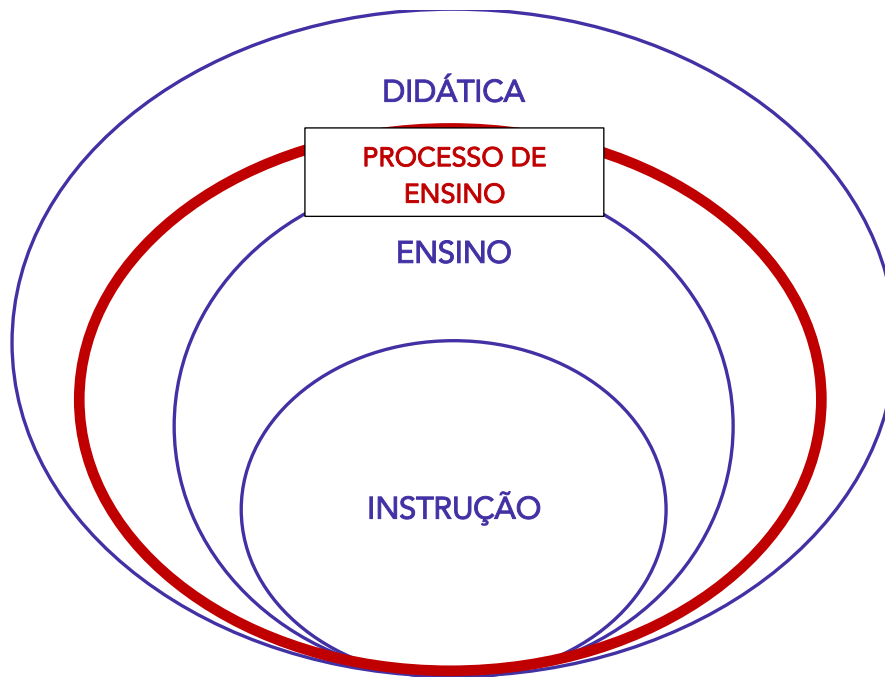 DIDÁTICA
PROCESSO DE
ENSINO
ENSINO
INSTRUÇÃO